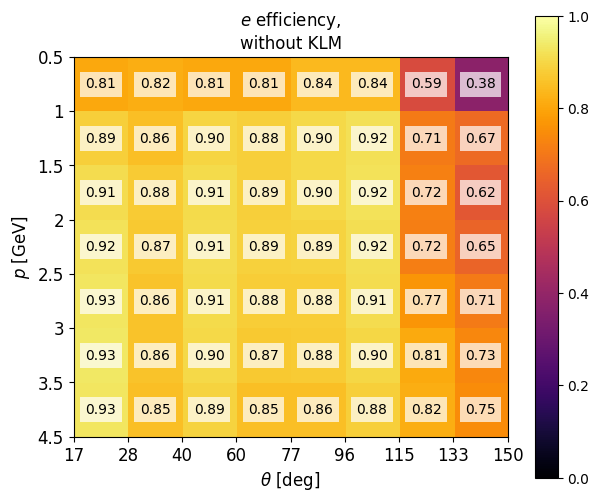 e efficiency,
without KLM
1.0
0.5
0.81 0.82 0.81 0.81 0.84 0.84 0.59 0.38
1
0.8
0.89 0.86 0.90 0.88 0.90 0.92 0.71 0.67
1.5
0.91 0.88 0.91 0.89 0.90 0.92 0.72 0.62
0.6
2
p [GeV]
0.92 0.87 0.91 0.89 0.89 0.92 0.72 0.65
2.5
0.4
0.93 0.86 0.91 0.88 0.88 0.91 0.77 0.71
3
0.93 0.86 0.90 0.87 0.88 0.90 0.81 0.73
0.2
3.5
0.93 0.85 0.89 0.85 0.86 0.88 0.82 0.75
4.5
0.0
17 28 40 60 77 96 115 133 150
θ [deg]